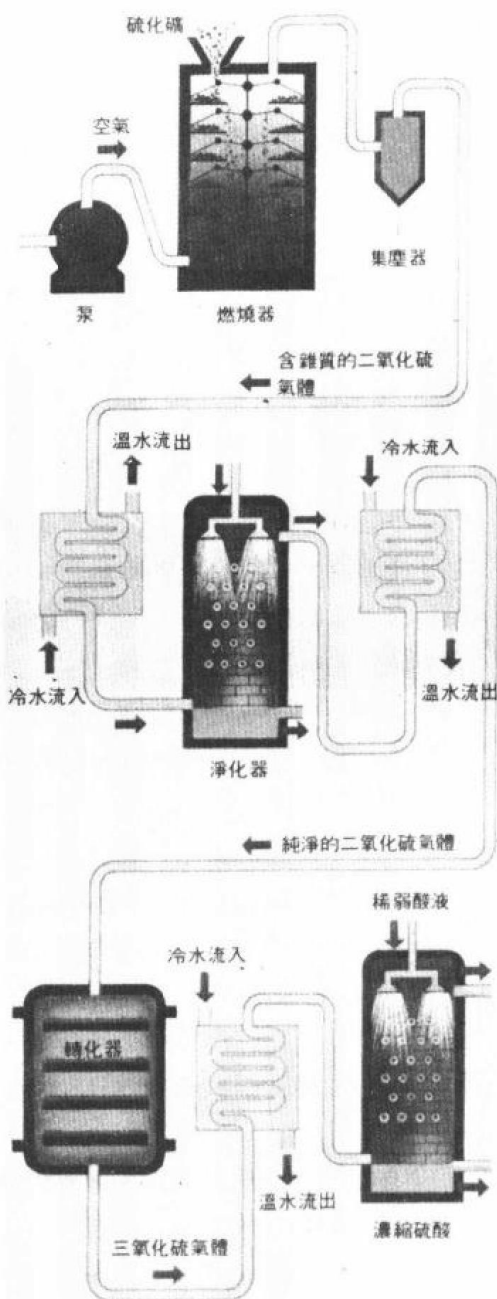 硫化礦
空氣
泵
燃燒器
集塵器
含雜質的二氧化硫
氣體
溫水流出
冷水流入
冷水流入
溫水流出
淨化器
純淨的二氧化硫氣體
稀弱酸液
冷水流入
轉化器
溫水流出
濃縮硫酸
三氧化硫氣體